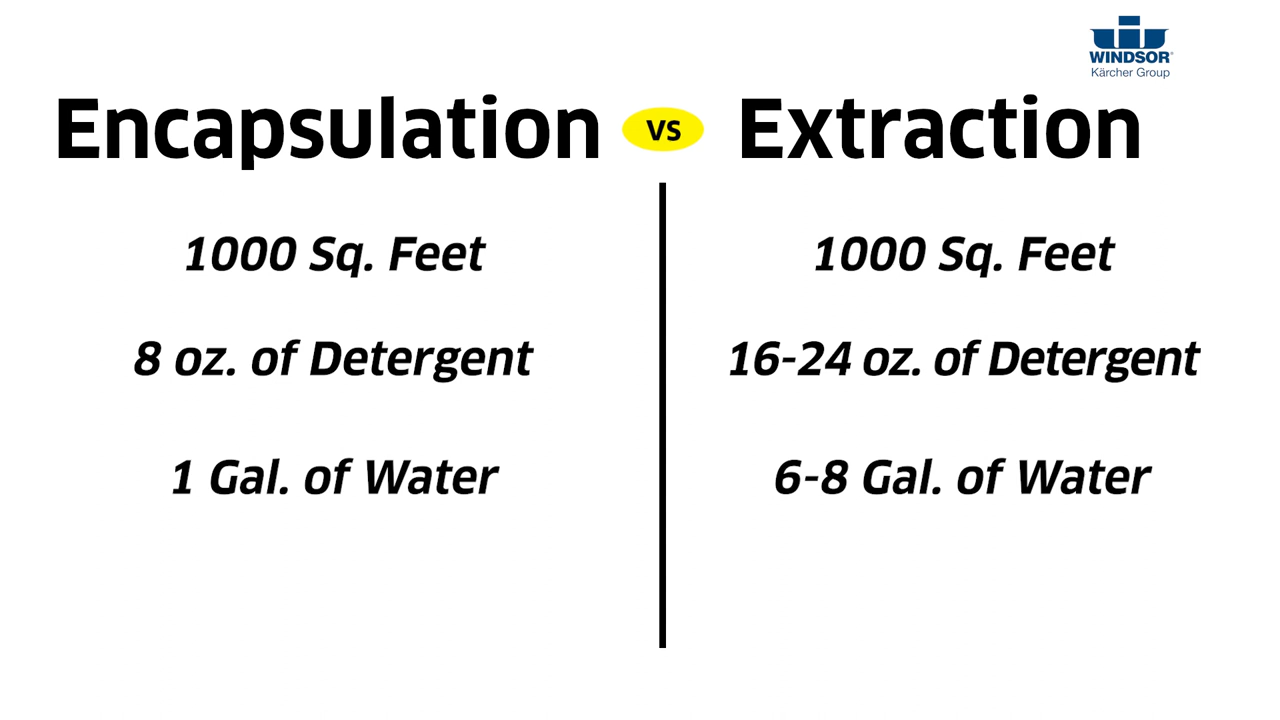 WINDSOR
Kärcher Group
Encapsulation vs Extraction
1000 Sq. Feet
8 oz. of Detergent
1 Gal. of Water
1000 Sq. Feet
16-24 oz. of Detergent
6-8 Gal. of Water